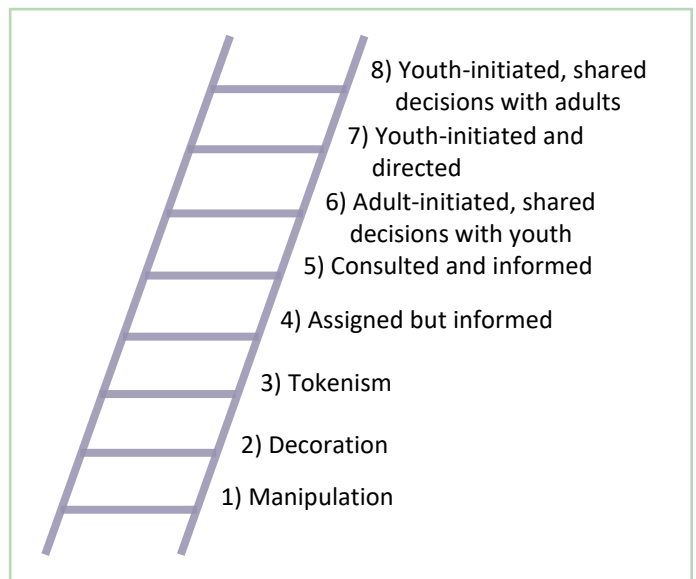 8) Youth-initiated, shared
decisions with adults
7) Youth-initiated and
directed
6) Adult-initiated, shared
decisions with youth
5) Consulted and informed
4) Assigned but informed
3) Tokenism
2) Decoration
1) Manipulation